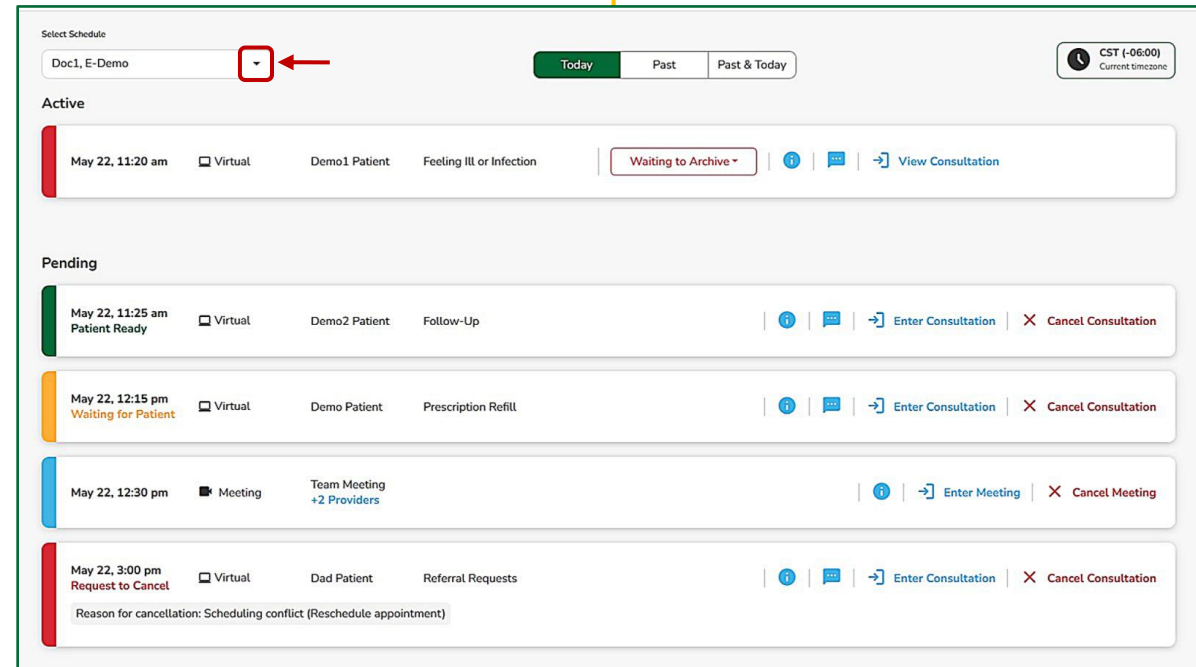 Select Schedule
Doc1, E-Demo
Today Past Past & Today
CST (-06:00)
Current timezone
Active
May 22, 11:20 am Virtual Demo1 Patient Feeling Ill or Infection Waiting to Archive View Consultation
Pending
May 22, 11:25 am
Patient Ready
Virtual Demo2 Patient Follow-Up Enter Consultation Cancel Consultation
May 22, 12:15 pm
Waiting for Patient
Virtual Demo Patient Prescription Refill Enter Consultation Cancel Consultation
May 22, 12:30 pm Meeting
Team Meeting
+2 Providers
Enter Meeting Cancel Meeting
May 22, 3:00 pm
Request to Cancel
Virtual Dad Patient Referral Requests Enter Consultation Cancel Consultation
Reason for cancellation: Scheduling conflict (Reschedule appointment)